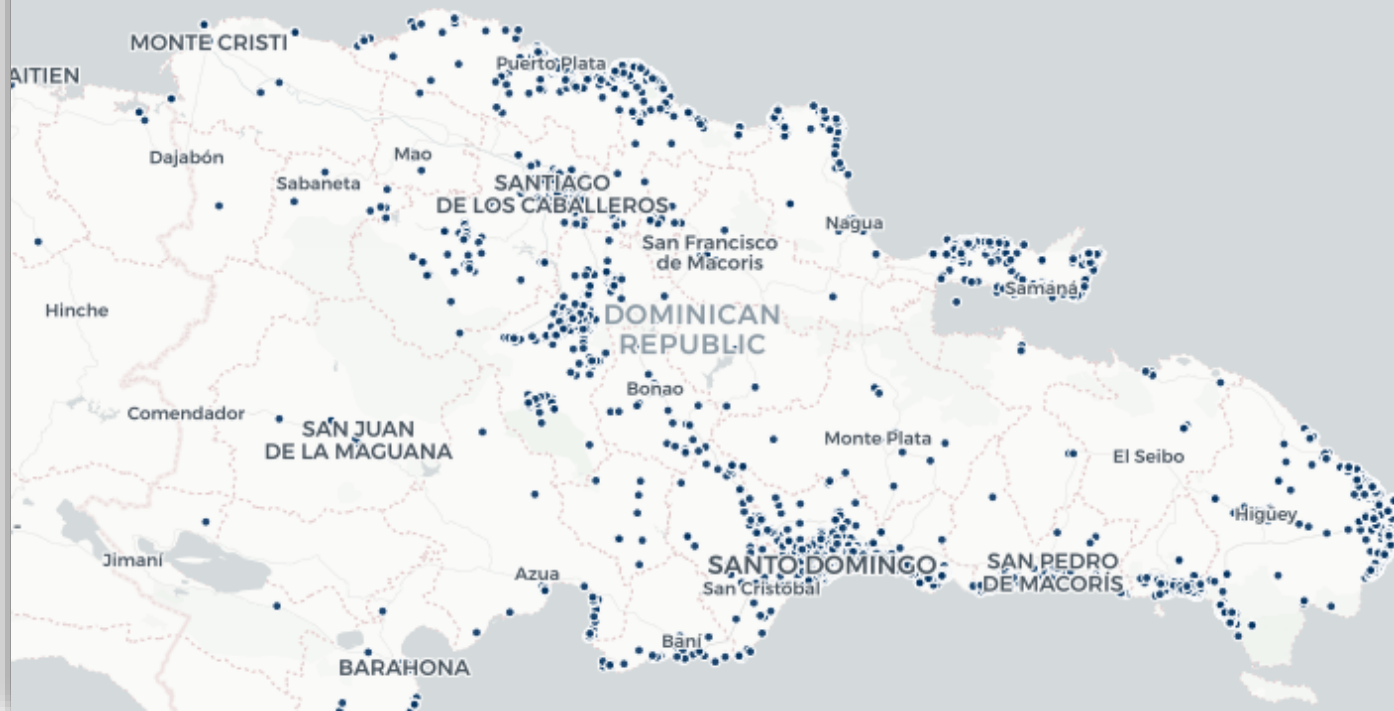 MONTE CRISTI
Puerto Plata
AITIEN
Dajabón
Mao
Sabaneta
SANTIAGO
DE LOS CABALLEROS
Nagua
San Francisco
de Macoris
Samaná
Hinche
DOMINICAN
REPUBLIC
Bonao
Comendador
SAN JUAN
DE LA MAGUANA
Monte Plata
El Seibo
Higüey
Jimaní
Azua
SANTO DOMINGO
San Cristóbal
SAN PEDRO
DE MACORÍS
Baní
BARAHONA